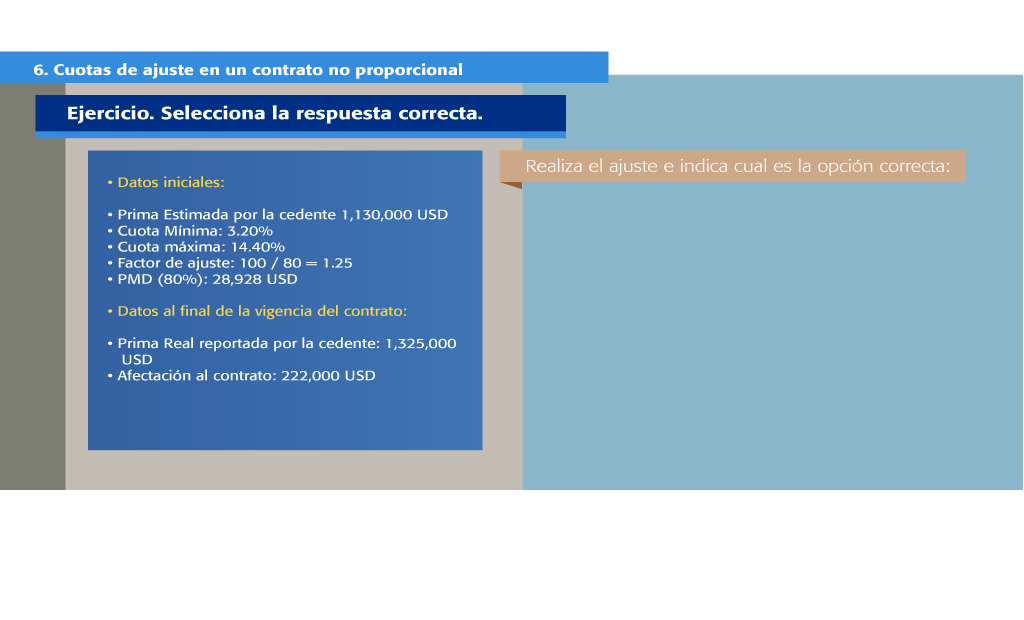 6. Cuotas de ajuste en un contrato no proporcional
Ejercicio. Selecciona la respuesta correcta.
Realiza el ajuste e indica cual es la opción correcta:
• Datos iniciales:
• Prima Estimada por la cedente 1,130,000 USD
• Cuota Mínima: 3.20%
• Cuota máxima: 14.40%
• Factor de ajuste: 100 / 80 = 1.25
• PMD (80%): 28,928 USD
• Datos al final de la vigencia del contrato:
• Prima Real reportada por la cedente: 1,325,000
USD
• Afectación al contrato: 222,000 USD